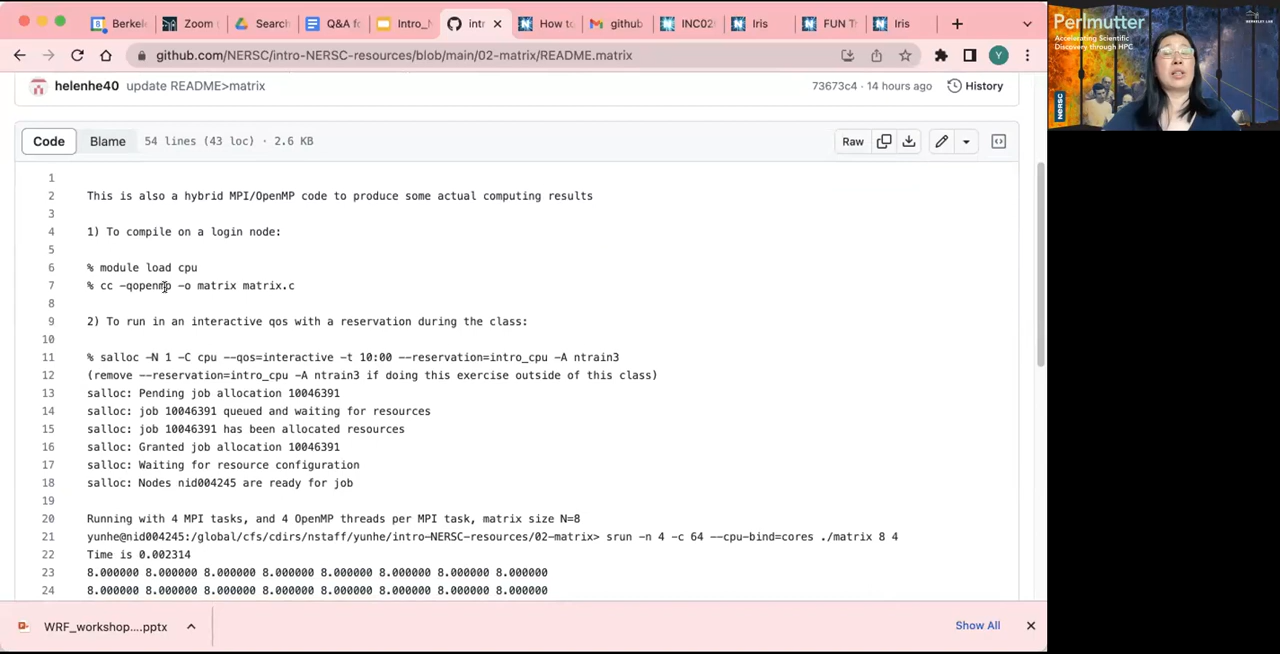 Berkel
Zoom
Search
Q&A fo
Intro_N
intr
How to
github
INC02
Iris
FUN Tr
Iris
github.com/NERSC/intro-NERSC-resources/blob/main/02-matrix/README.matrix
Y
helenhe40 update README>matrix
73673c4 · 14 hours ago
History
Code
Blame
54 lines (43 loc) · 2.6 KB
Raw
1
2 This is also a hybrid MPI/OpenMP code to produce some actual computing results
3
4 1) To compile on a login node:
5
6 % module load cpu
7 % cc -qopenmp -o matrix matrix.c
8
9 2) To run in an interactive qos with a reservation during the class:
10
11 % salloc -N 1 -C cpu --qos=interactive -t 10:00 --reservation=intro_cpu -A ntrain3
12 (remove --reservation=intro_cpu -A ntrain3 if doing this exercise outside of this class)
13 salloc: Pending job allocation 10046391
14 salloc: job 10046391 queued and waiting for resources
15 salloc: job 10046391 has been allocated resources
16 salloc: Granted job allocation 10046391
17 salloc: Waiting for resource configuration
18 salloc: Nodes nid004245 are ready for job
19
20 Running with 4 MPI tasks, and 4 OpenMP threads per MPI task, matrix size N=8
21 yunhe@nid004245:/global/cfs/cdirs/nstaff/yunhe/intro-NERSC-resources/02-matrix> srun -n 4 -c 64 --cpu-bind=cores ./matrix 8 4
22 Time is 0.002314
23 8.000000 8.000000 8.000000 8.000000 8.000000 8.000000 8.000000 8.000000
24 8.000000 8.000000 8.000000 8.000000 8.000000 8.000000 8.000000 8.000000
WRF_workshop....pptx
Show All
Perlmutter
Accelerating Scientific
Discovery through HPC
NERSC
BERKELEY LAB